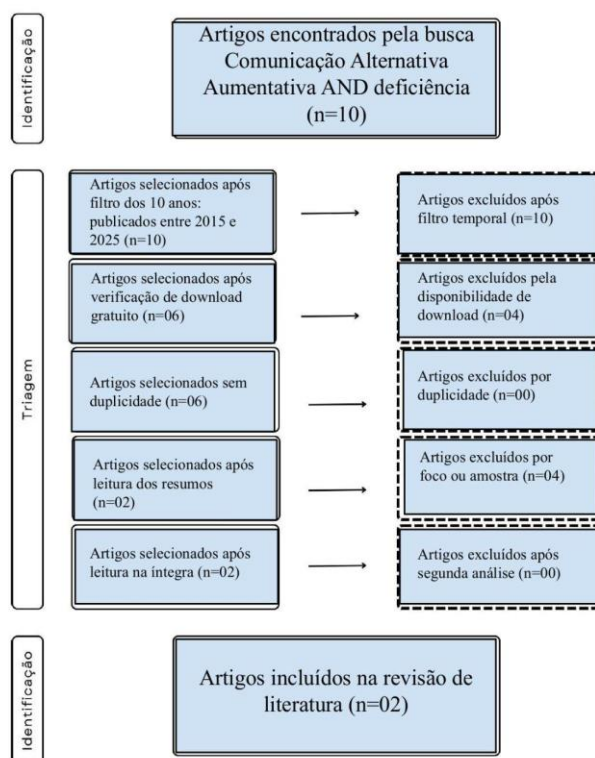 Identificação
Artigos encontrados pela busca
Comunicação Alternativa
Aumentativa AND deficiência
(n=10)
Triagem
Artigos selecionados após
filtro dos 10 anos:
publicados entre 2015 e
2025 (n=10)
Artigos excluídos após
filtro temporal (n=10)
Artigos selecionados após
verificação de download
gratuito (n=06)
Artigos excluídos pela
disponibilidade de
download (n=04)
Artigos selecionados sem
duplicidade (n=06)
Artigos excluídos por
duplicidade (n=00)
Artigos selecionados após
leitura dos resumos
(n=02)
Artigos excluídos por
foco ou amostra (n=04)
Artigos selecionados após
leitura na íntegra (n=02)
Artigos excluídos após
segunda análise (n=00)
Identificação
Artigos incluídos na revisão de
literatura (n=02)